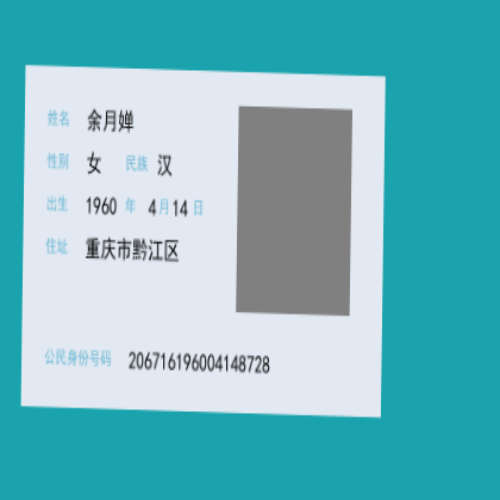 姓名 余月婵
性别 女 民族 汉
出生 1960 年 4 月 14 日
住址 重庆市黔江区
公民身份号码 206716196004148728